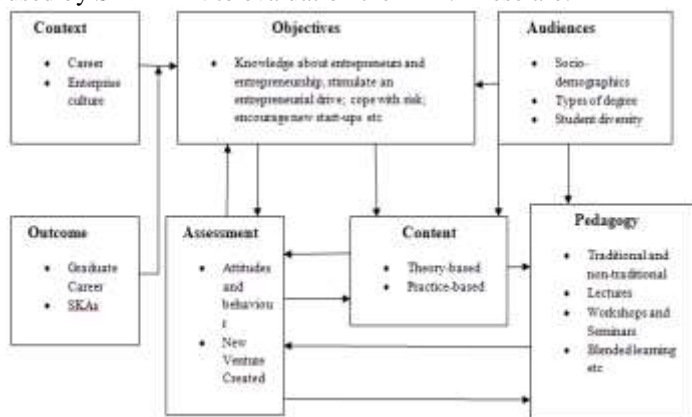 Context
• Career
• Enterprise
culture
Objectives
• Knowledge about entrepreneurs and
entrepreneurship, stimulate an
entrepreneurial drive; cope with risk;
encourage new start-ups etc
Audiences
• Socio-
demographics
• Types of degree
• Student diversity
Outcome
• Graduate
Career
• SKAs
Assessment
• Attitudes
and
behaviou
r
• New
Venture
Created
Content
• Theory-based
• Practice-based
Pedagogy
• Traditional and
non-traditional
• Lectures
• Workshops and
Seminars
• Blended learning
etc